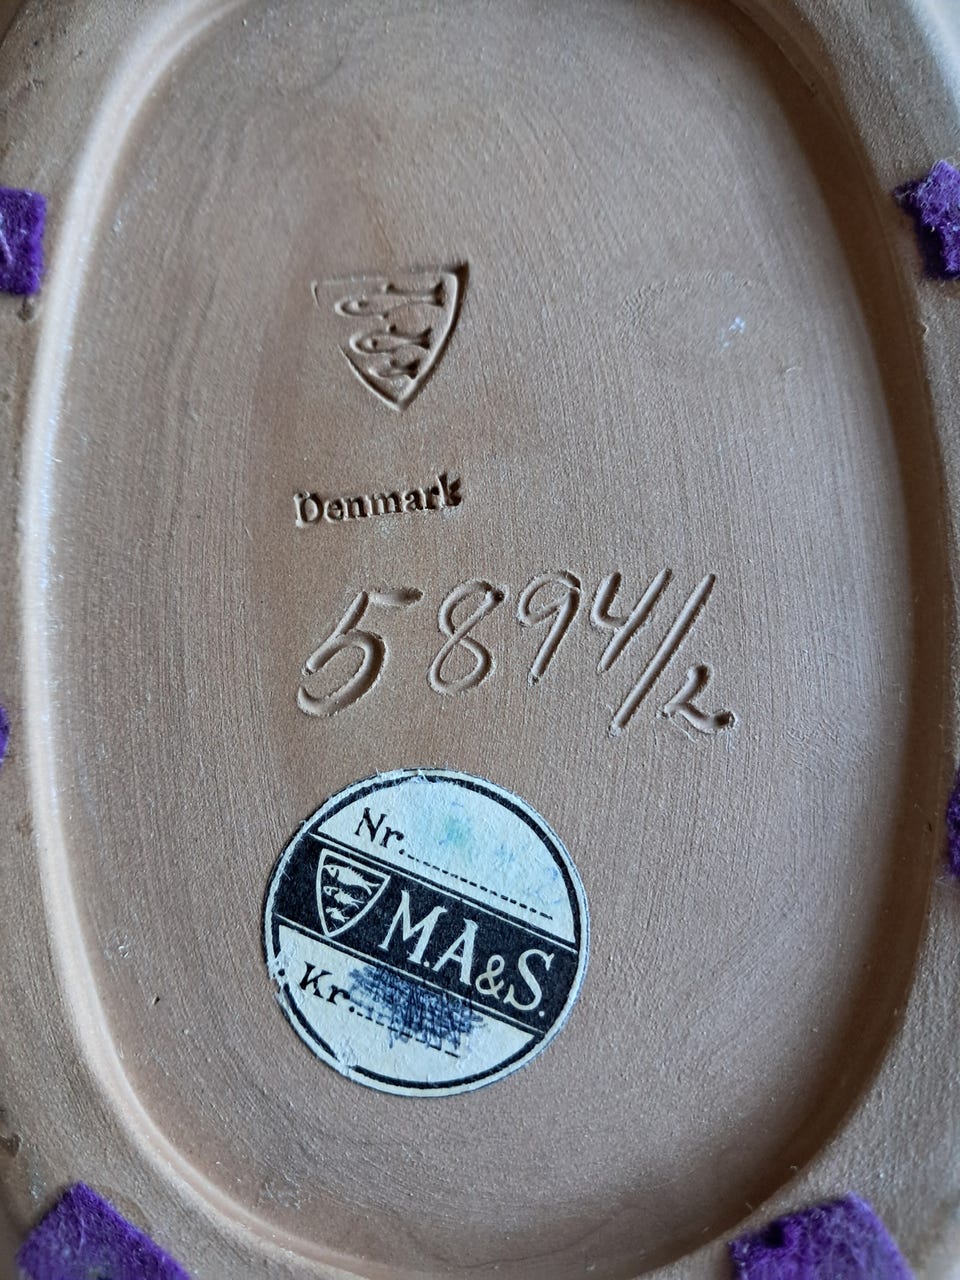 Denmark
5894/2
Nr.
M.A&S.
Kr.